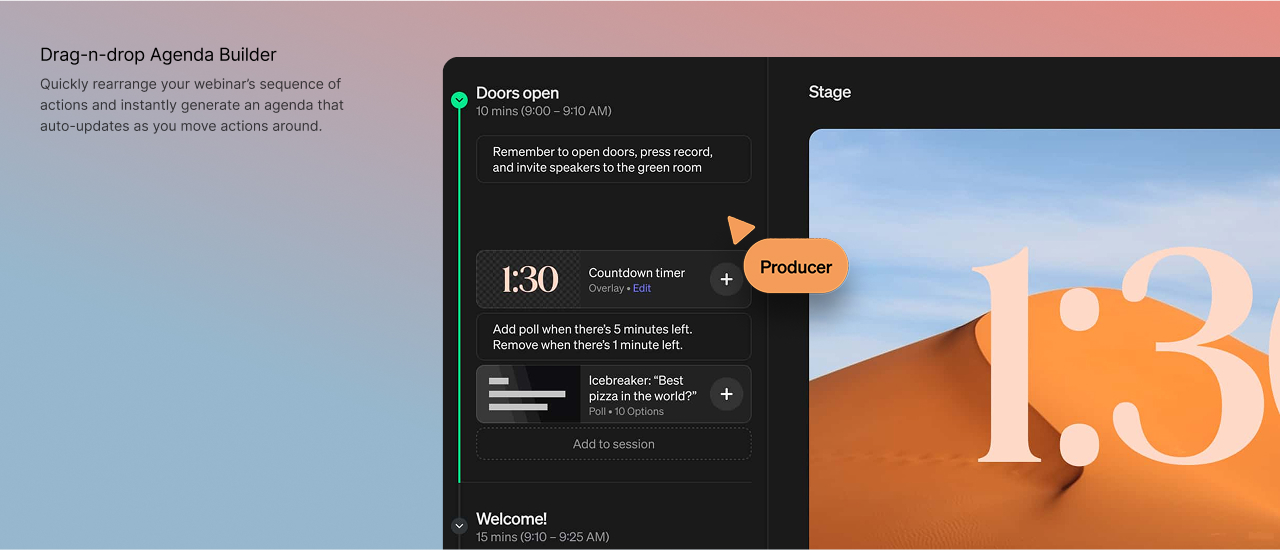 Drag-n-drop Agenda Builder
Quickly rearrange your webinar’s sequence of
actions and instantly generate an agenda that
auto-updates as you move actions around.
Doors open
10 mins (9:00 – 9:10 AM)
Remember to open doors, press record,
and invite speakers to the green room
1:30
Countdown timer
Overlay • Edit
Add poll when there’s 5 minutes left.
Remove when there’s 1 minute left.
Icebreaker: “Best
pizza in the world?”
Poll • 10 Options
Add to session
Welcome!
15 mins (9:10 – 9:25 AM)
Stage
Producer
1:3